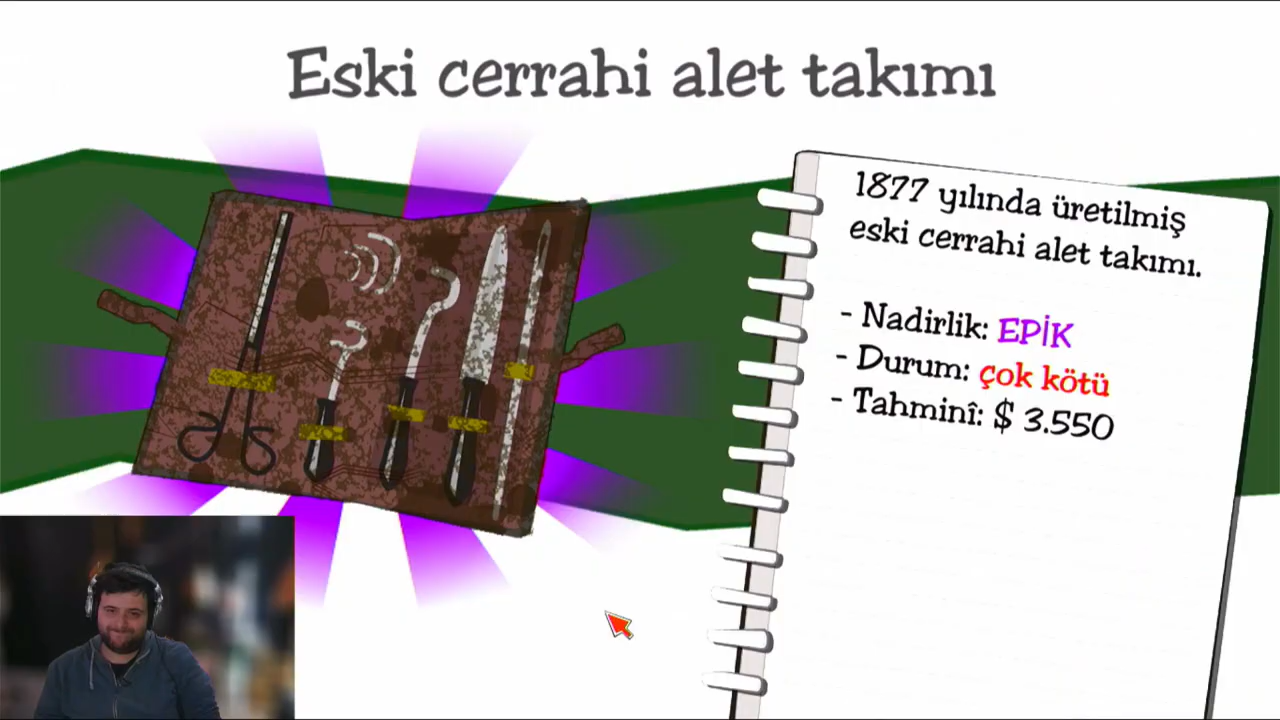 Eski cerrahi alet takımı
1877 yılında üretilmiş
eski cerrahi alet takımı.
- Nadirlik: EPİK
- Durum: çok kötü
- Tahminî: $ 3.550